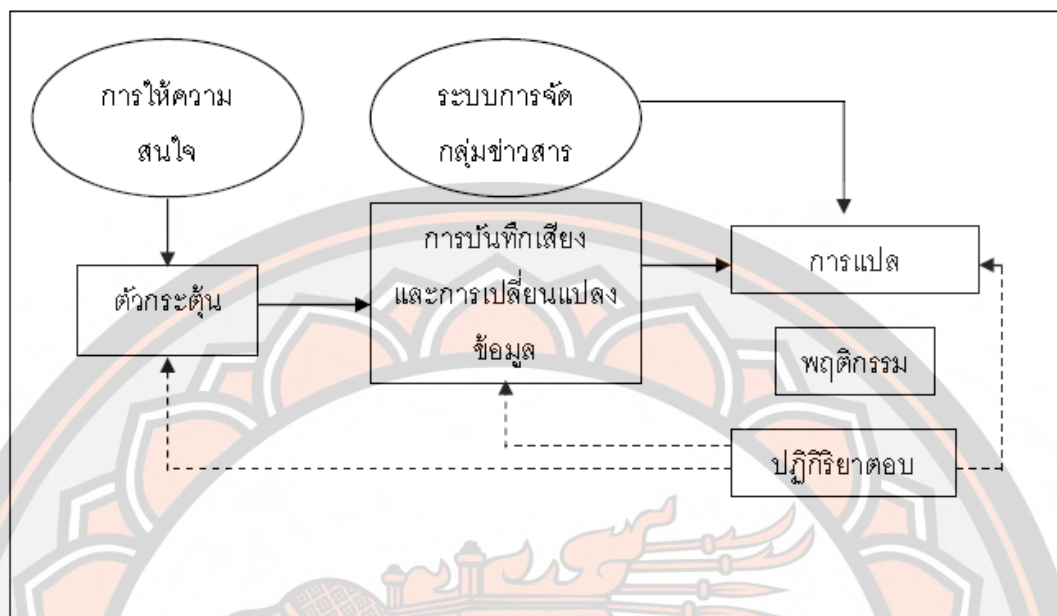 การให้ความ
สนใจ
ระบบการจัด
กลุ่มข่าวสาร
ตัวกระตุ้น
การบันทึกเสียง
และการเปลี่ยนแปลง
ข้อมูล
การแปล
พฤติกรรม
ปฏิกิริยาตอบ